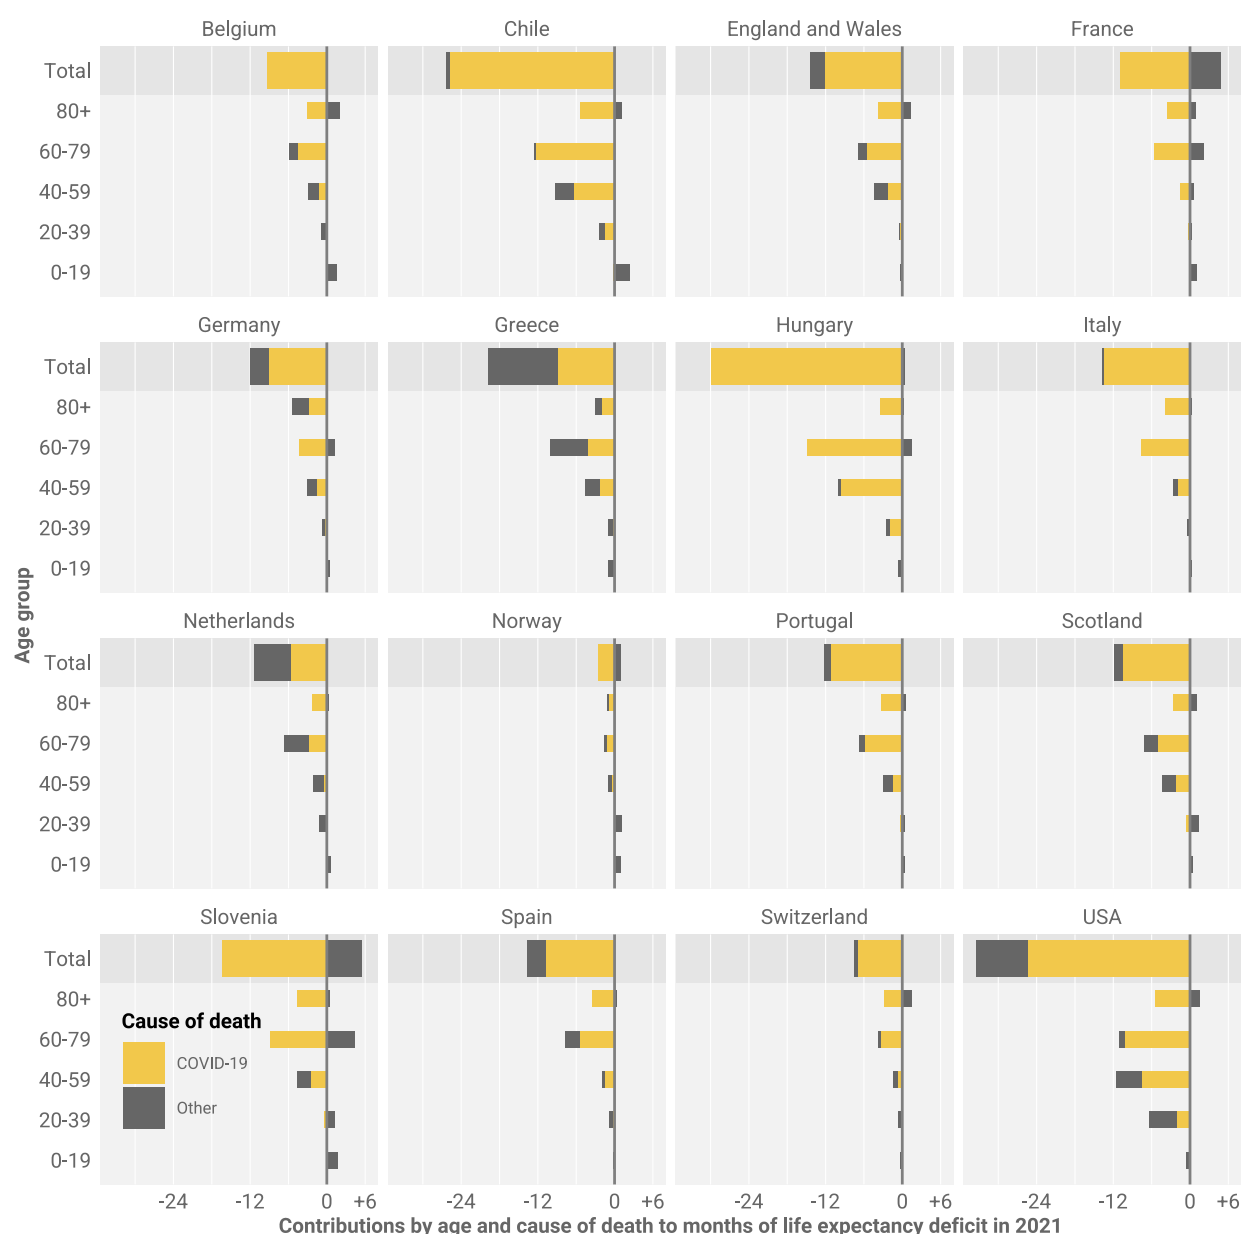 Belgium Chile England and Wales France
Total
80+
60-79
40-59
20-39
0-19
Germany Greece Hungary Italy
Total
80+
60-79
40-59
20-39
0-19
Age group
Netherlands Norway Portugal Scotland
Total
80+
60-79
40-59
20-39
0-19
Slovenia Spain Switzerland USA
Total
80+
60-79
40-59
20-39
0-19
Cause of death
COVID-19
Other
-24 -12 0 +6 -24 -12 0 +6 -24 -12 0 +6 -24 -12 0 +6
Contributions by age and cause of death to months of life expectancy deficit in 2021